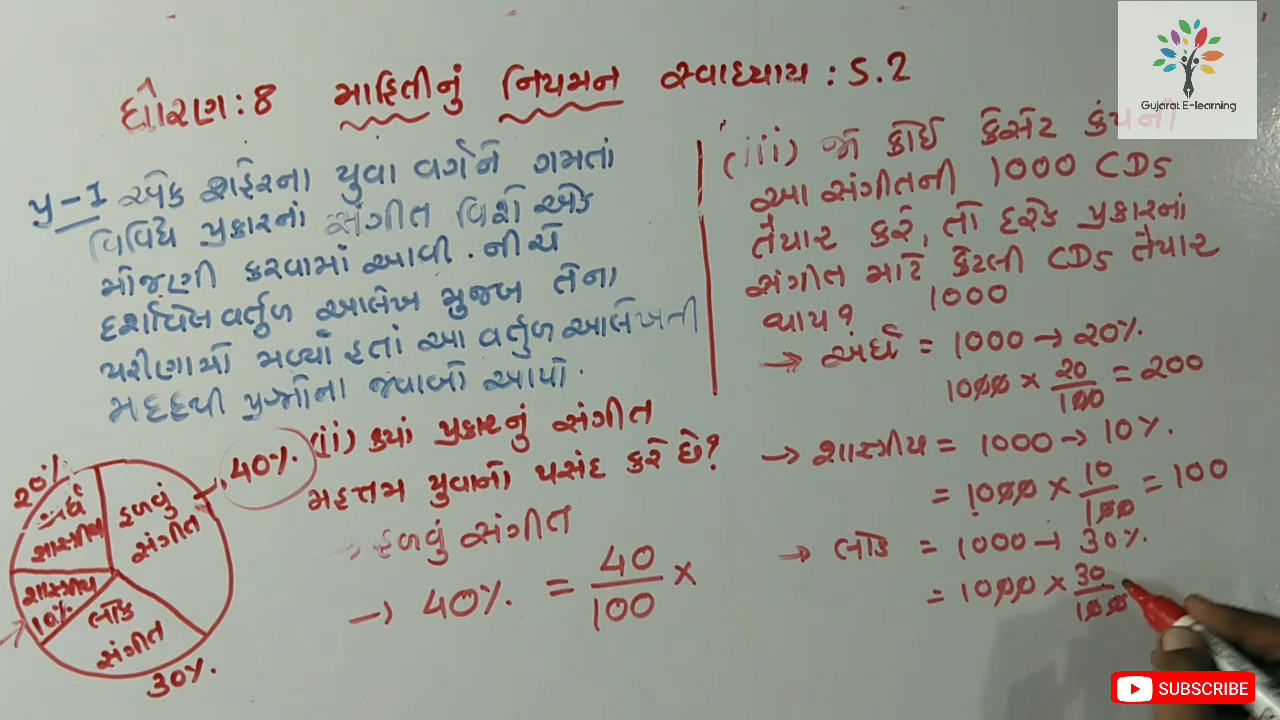 Gujarat E-learning
ધોરણ : 8 માહિતીનું નિયમન સ્વાધ્યાય : 5.2
પ્ર-1 એક શહેરના યુવા વર્ગને ગમતાં
વિવિધ પ્રકારનાં સંગીત વિશે એક
મોજણી કરવામાં આવી. નીચે
દર્શાવેલ વર્તુળ આલેખ મુજબ તેના
પરીણામો મળ્યાં હતાં આ વર્તુળ આલેખની
મદદથી પ્રશ્નોના જવાબો આપો.
20%
અર્ધ
શાસ્ત્રીય
હળવું
સંગીત
40%.
શાસ્ત્રીય
10%
લોક
સંગીત
30%.
(ii) ક્યાં પ્રકારનું સંગીત
મહત્તમ યુવાનો પસંદ કરે છે?
→ હળવું સંગીત
→ 40%. = 40/100 ×
(iii) જો કોઈ કેસેટ કંપની
આ સંગીતની 1000 CDs
તૈયાર કરે, તો દરેક પ્રકારનાં
સંગીત માટે કેટલી CDs તૈયાર
થાય? 1000
→ અર્ધ = 1000 → 20%.
1000 × 20/100 = 200
→ શાસ્ત્રીય = 1000 → 10%.
= 1000 × 10/100 = 100
→ લોક = 1000 → 30%.
= 1000 × 30/100
SUBSCRIBE